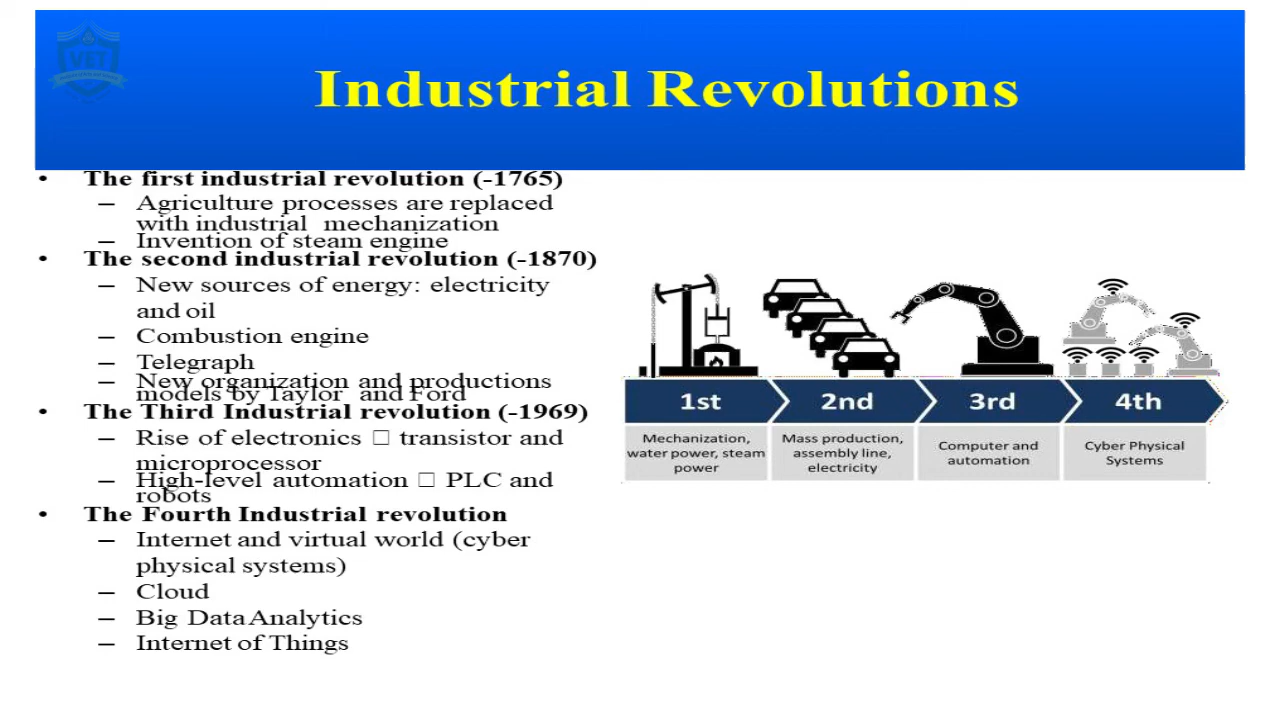 VET
Industrial Revolutions
• The first industrial revolution (-1765)
– Agriculture processes are replaced
with industrial mechanization
– Invention of steam engine
• The second industrial revolution (-1870)
– New sources of energy: electricity
and oil
– Combustion engine
– Telegraph
– New organization and productions
models by Taylor and Ford
• The Third Industrial revolution (-1969)
– Rise of electronics □ transistor and
microprocessor
– High-level automation □ PLC and
robots
• The Fourth Industrial revolution
– Internet and virtual world (cyber
physical systems)
– Cloud
– Big Data Analytics
– Internet of Things
1st
2nd
3rd
4th
Mechanization,
water power, steam
power
Mass production,
assembly line,
electricity
Computer and
automation
Cyber Physical
Systems